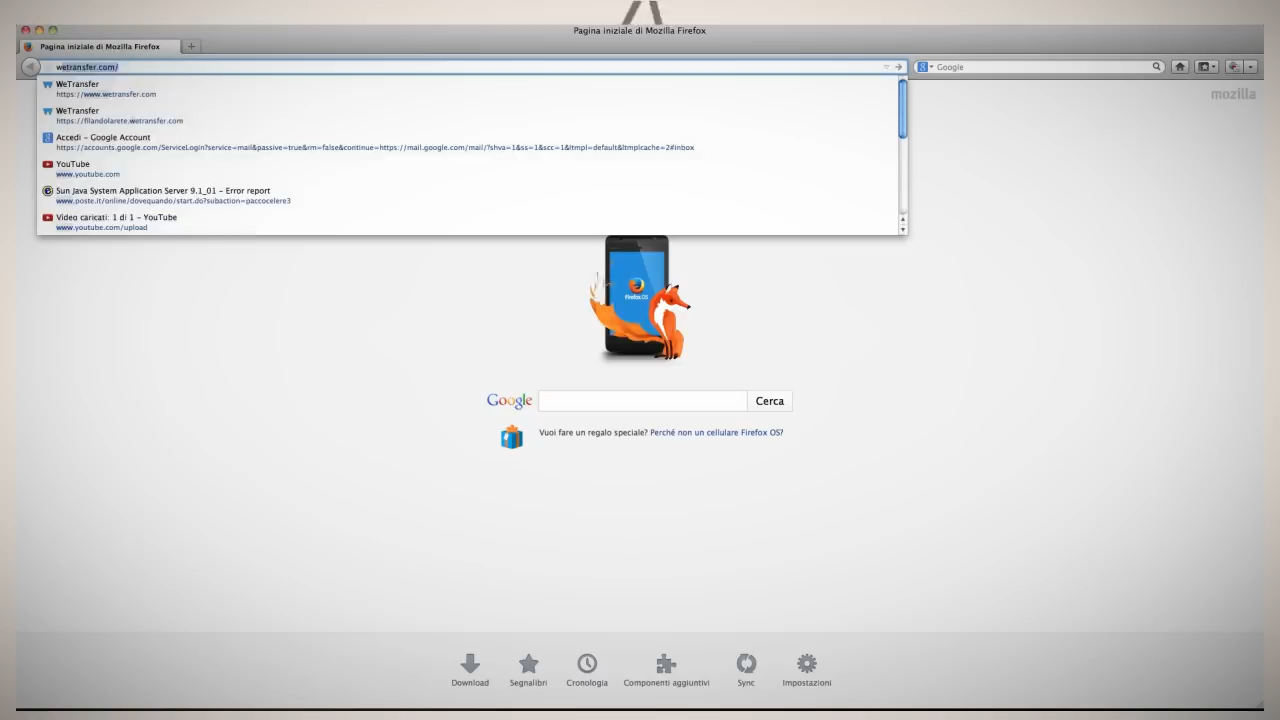 Pagina iniziale di Mozilla Firefox
Pagina iniziale di Mozilla Firefox
wetransfer.com/
Google
WeTransfer
https://www.wetransfer.com
WeTransfer
https://filandolarete.wetransfer.com
Accedi - Google Account
https://accounts.google.com/ServiceLogin?service=mail&passive=true&rm=false&continue=https://mail.google.com/mail/?shva=1&ss=1&scc=1&ltmpl=default&ltmplcache=2#inbox
YouTube
www.youtube.com
Sun Java System Application Server 9.1_01 - Error report
www.poste.it/online/dovequando/start.do?subaction=paccocelere3
Video caricati: 1 di 1 - YouTube
www.youtube.com/upload
mozilla
Firefox OS
Google
Cerca
Vuoi fare un regalo speciale? Perché non un cellulare Firefox OS?
Download
Segnalibri
Cronologia
Componenti aggiuntivi
Sync
Impostazioni